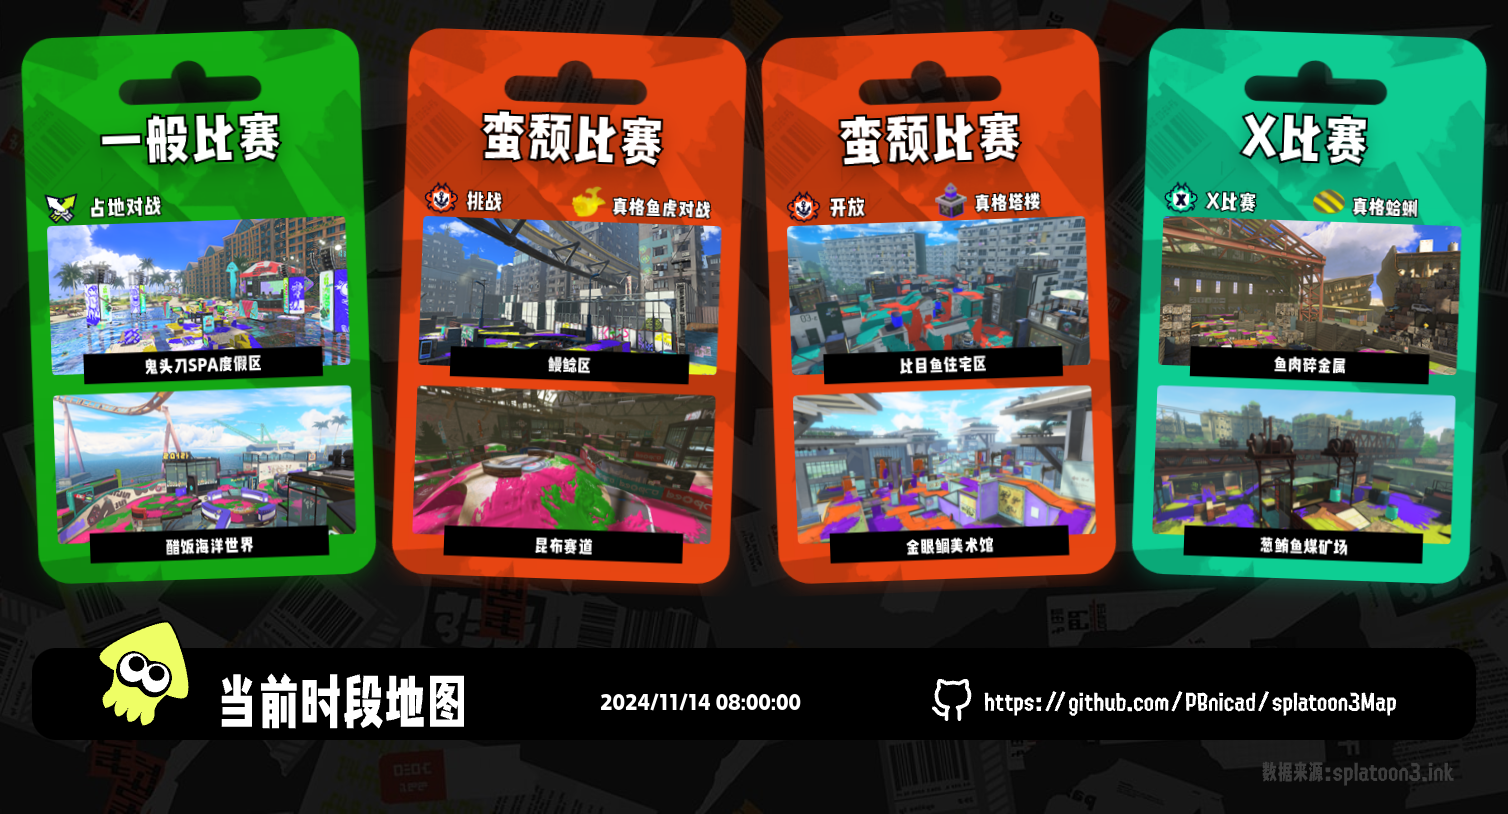 一般比赛
占地对战
鬼头刀SPA度假区
醋饭海洋世界
蛮颓比赛
挑战
真格鱼虎对战
鳗鲶区
昆布赛道
蛮颓比赛
开放
真格塔楼
比目鱼住宅区
金眼鲷美术馆
X比赛
X比赛
真格蛤蜊
鱼肉碎金属
葱鲔鱼煤矿场
当前时段地图
2024/11/14 08:00:00
https://github.com/PBnicad/splatoon3Map
数据来源:splatoon3.ink